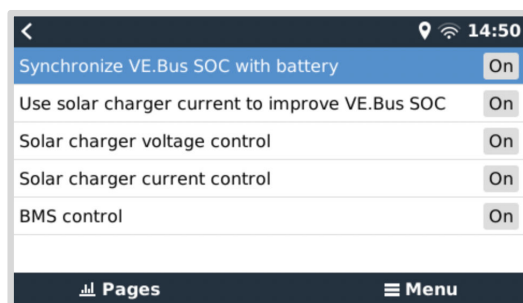 14:50
Synchronize VE.Bus SOC with battery On
Use solar charger current to improve VE.Bus SOC On
Solar charger voltage control On
Solar charger current control On
BMS control On
Pages Menu